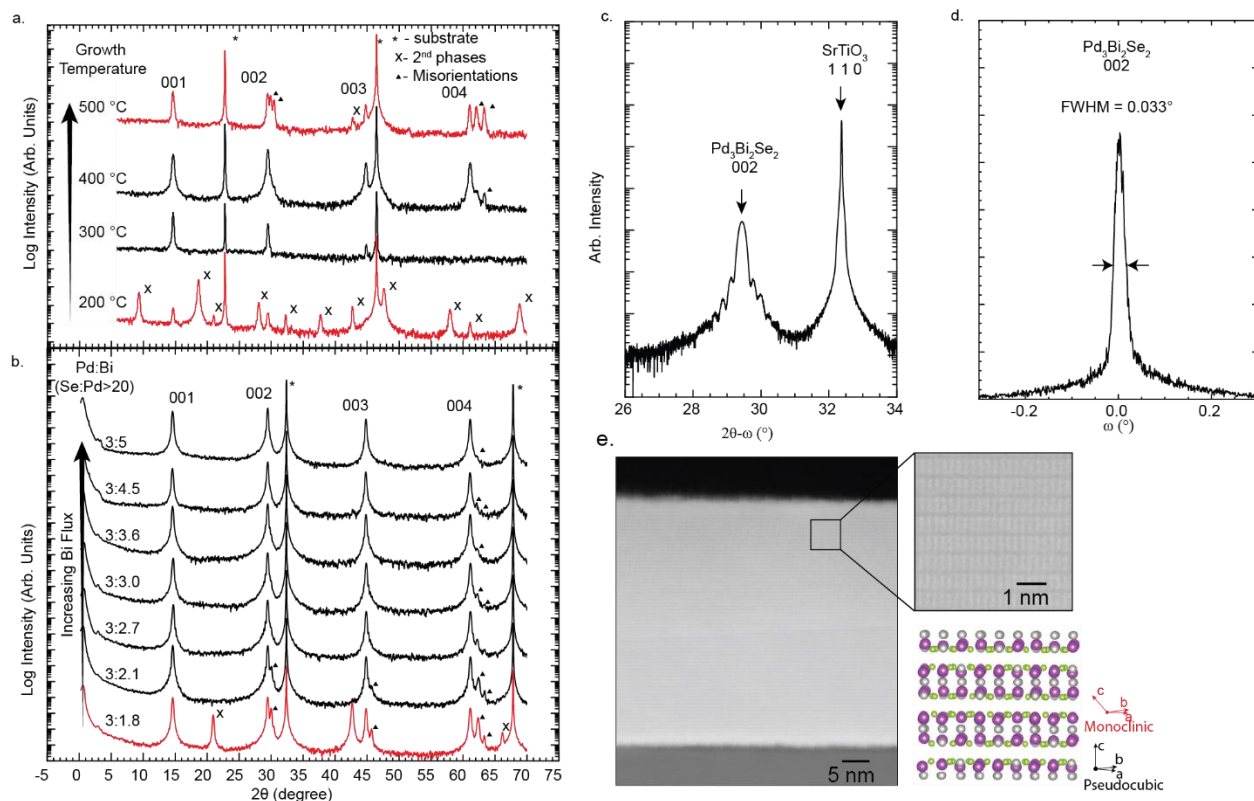 a.
Growth
Temperature
* - substrate
x- 2nd phases
▲- Misorientations
001
002
003
004
*
*
500 °C
400 °C
300 °C
200 °C
x
x
x
x
x
x
x
x
x
x
x
Log Intensity (Arb. Units)
b.
Pd:Bi
(Se:Pd>20)
001
002
003
004
*
*
3:5
3:4.5
3:3.6
3:3.0
3:2.7
3:2.1
3:1.8
x
x
Increasing Bi Flux
Log Intensity (Arb. Units)
-5 0 5 10 15 20 25 30 35 40 45 50 55 60 65 70
2θ (degree)
c.
SrTiO3
1 1 0
Pd3Bi2Se2
002
Arb. Intensity
26 28 30 32 34
2θ-ω (°)
d.
Pd3Bi2Se2
002
FWHM = 0.033°
-0.2 0.0 0.2
ω (°)
e.
5 nm
1 nm
c
b
a
Monoclinic
c
b
a
Pseudocubic